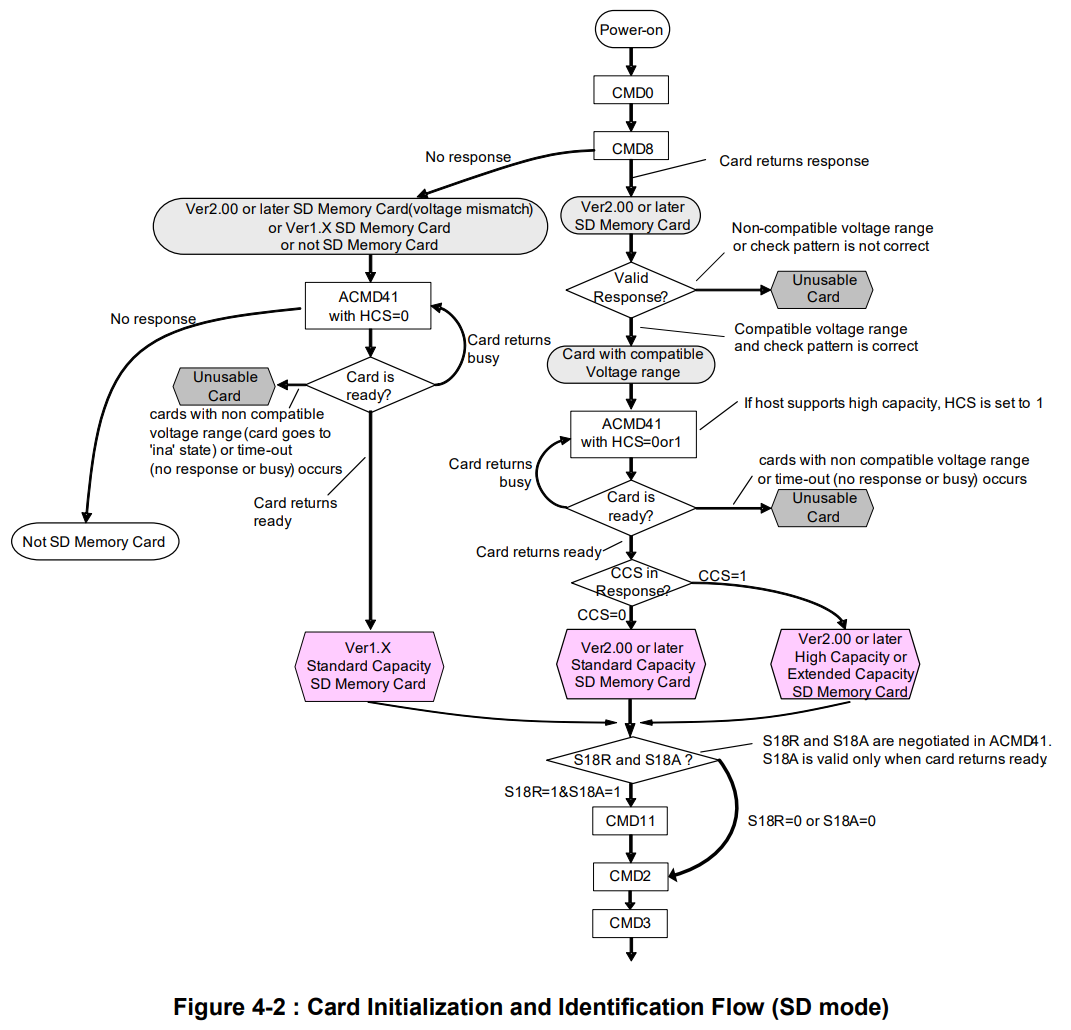 Power-on
CMD0
CMD8
No response
Card returns response
Ver2.00 or later SD Memory Card(voltage mismatch)
or Ver1.X SD Memory Card
or not SD Memory Card
Ver2.00 or later
SD Memory Card
Non-compatible voltage range
or check pattern is not correct
Valid
Response?
Unusable
Card
ACMD41
with HCS=0
No response
Card returns
busy
Compatible voltage range
and check pattern is correct
Card with compatible
Voltage range
Card is
ready?
Unusable
Card
cards with non compatible
voltage range (card goes to
'ina' state) or time-out
(no response or busy) occurs
If host supports high capacity, HCS is set to 1
ACMD41
with HCS=0or1
Card returns
busy
cards with non compatible voltage range
or time-out (no response or busy) occurs
Card is
ready?
Unusable
Card
Card returns
ready
Not SD Memory Card
Card returns ready
CCS in
Response?
CCS=1
CCS=0
Ver1.X
Standard Capacity
SD Memory Card
Ver2.00 or later
Standard Capacity
SD Memory Card
Ver2.00 or later
High Capacity or
Extended Capacity
SD Memory Card
S18R and S18A ?
S18R and S18A are negotiated in ACMD41.
S18A is valid only when card returns ready.
S18R=1&S18A=1
CMD11
S18R=0 or S18A=0
CMD2
CMD3
Figure 4-2 : Card Initialization and Identification Flow (SD mode)